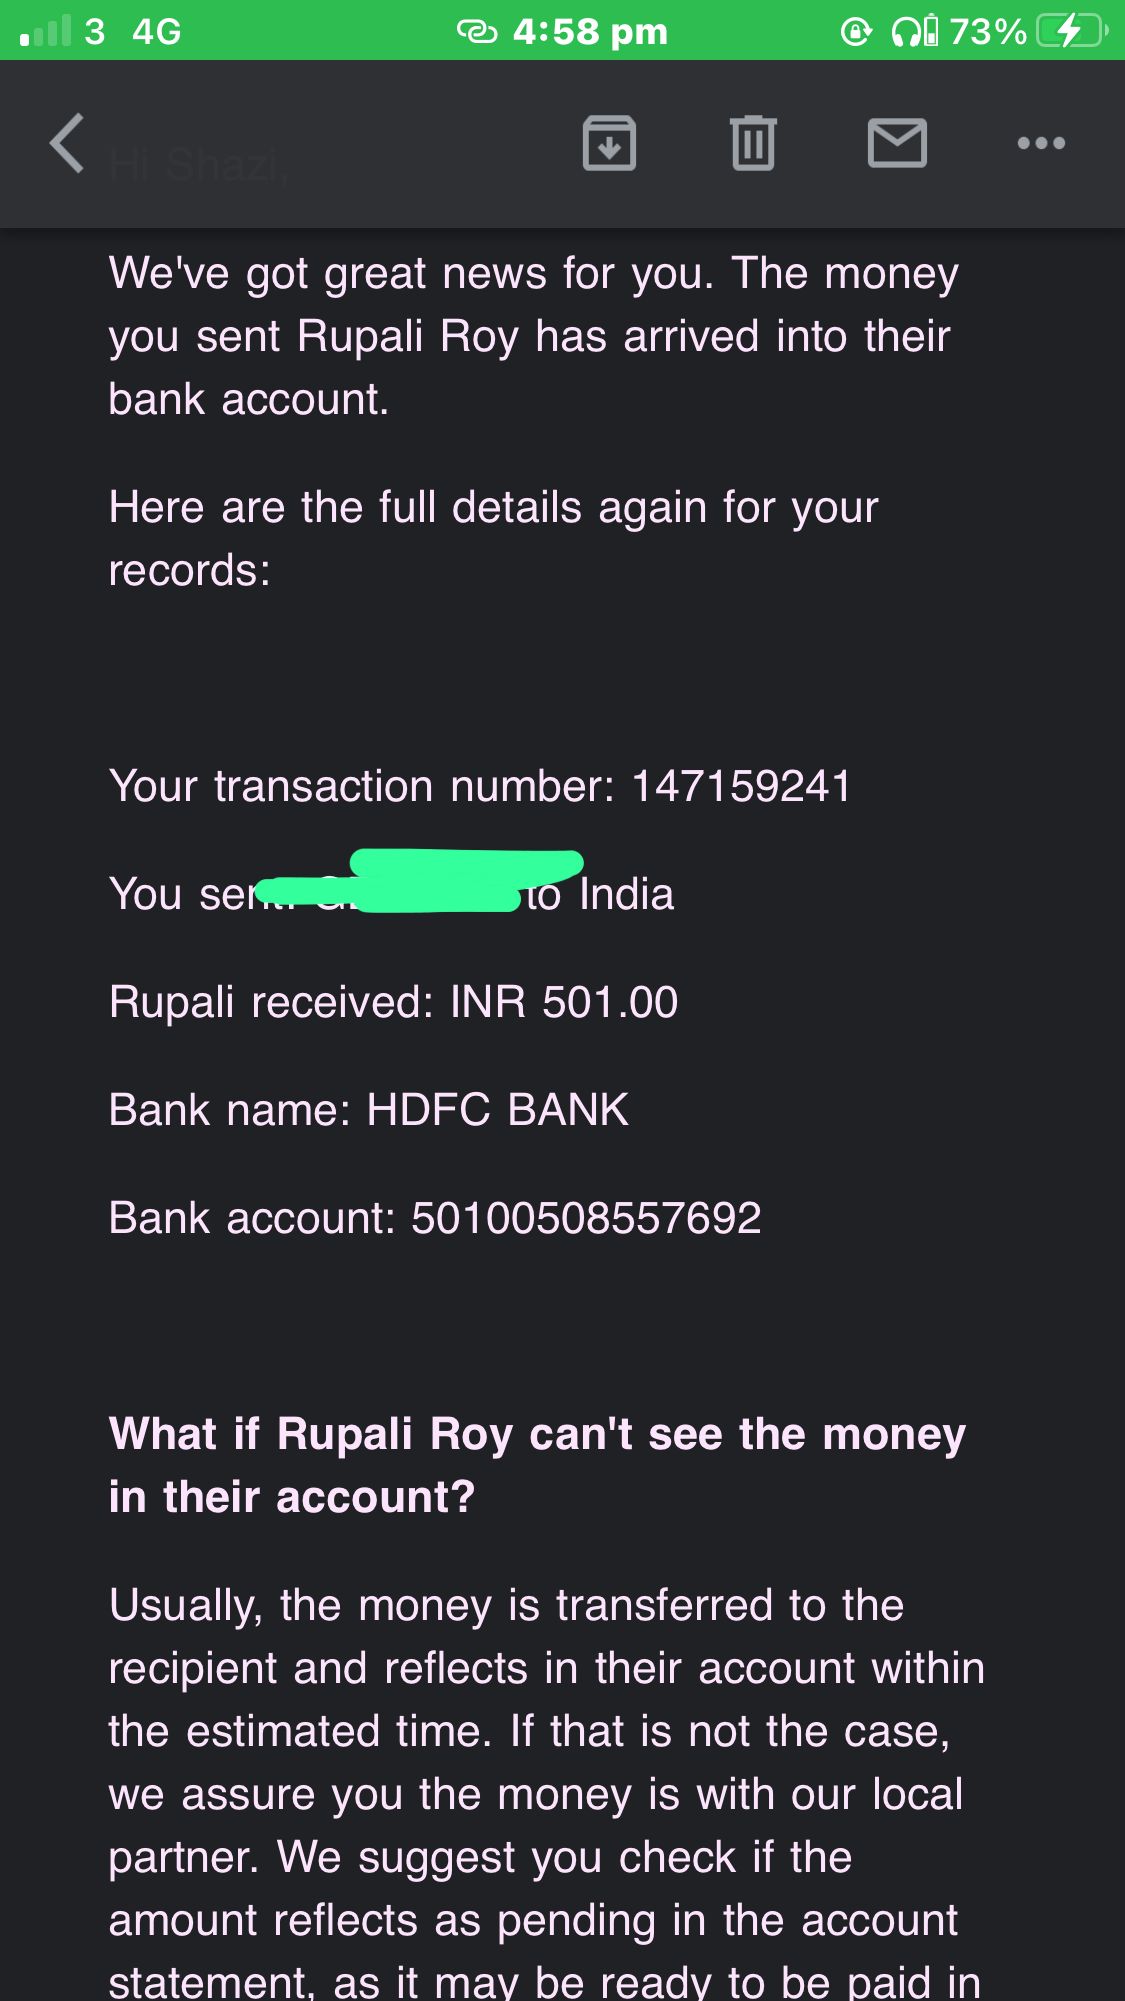 3 4G 4:58 pm 73%
Hi Shazi,
We've got great news for you. The money
you sent Rupali Roy has arrived into their
bank account.
Here are the full details again for your
records:
Your transaction number: 147159241
You sent: to India
Rupali received: INR 501.00
Bank name: HDFC BANK
Bank account: 50100508557692
What if Rupali Roy can't see the money
in their account?
Usually, the money is transferred to the
recipient and reflects in their account within
the estimated time. If that is not the case,
we assure you the money is with our local
partner. We suggest you check if the
amount reflects as pending in the account
statement, as it may be ready to be paid in